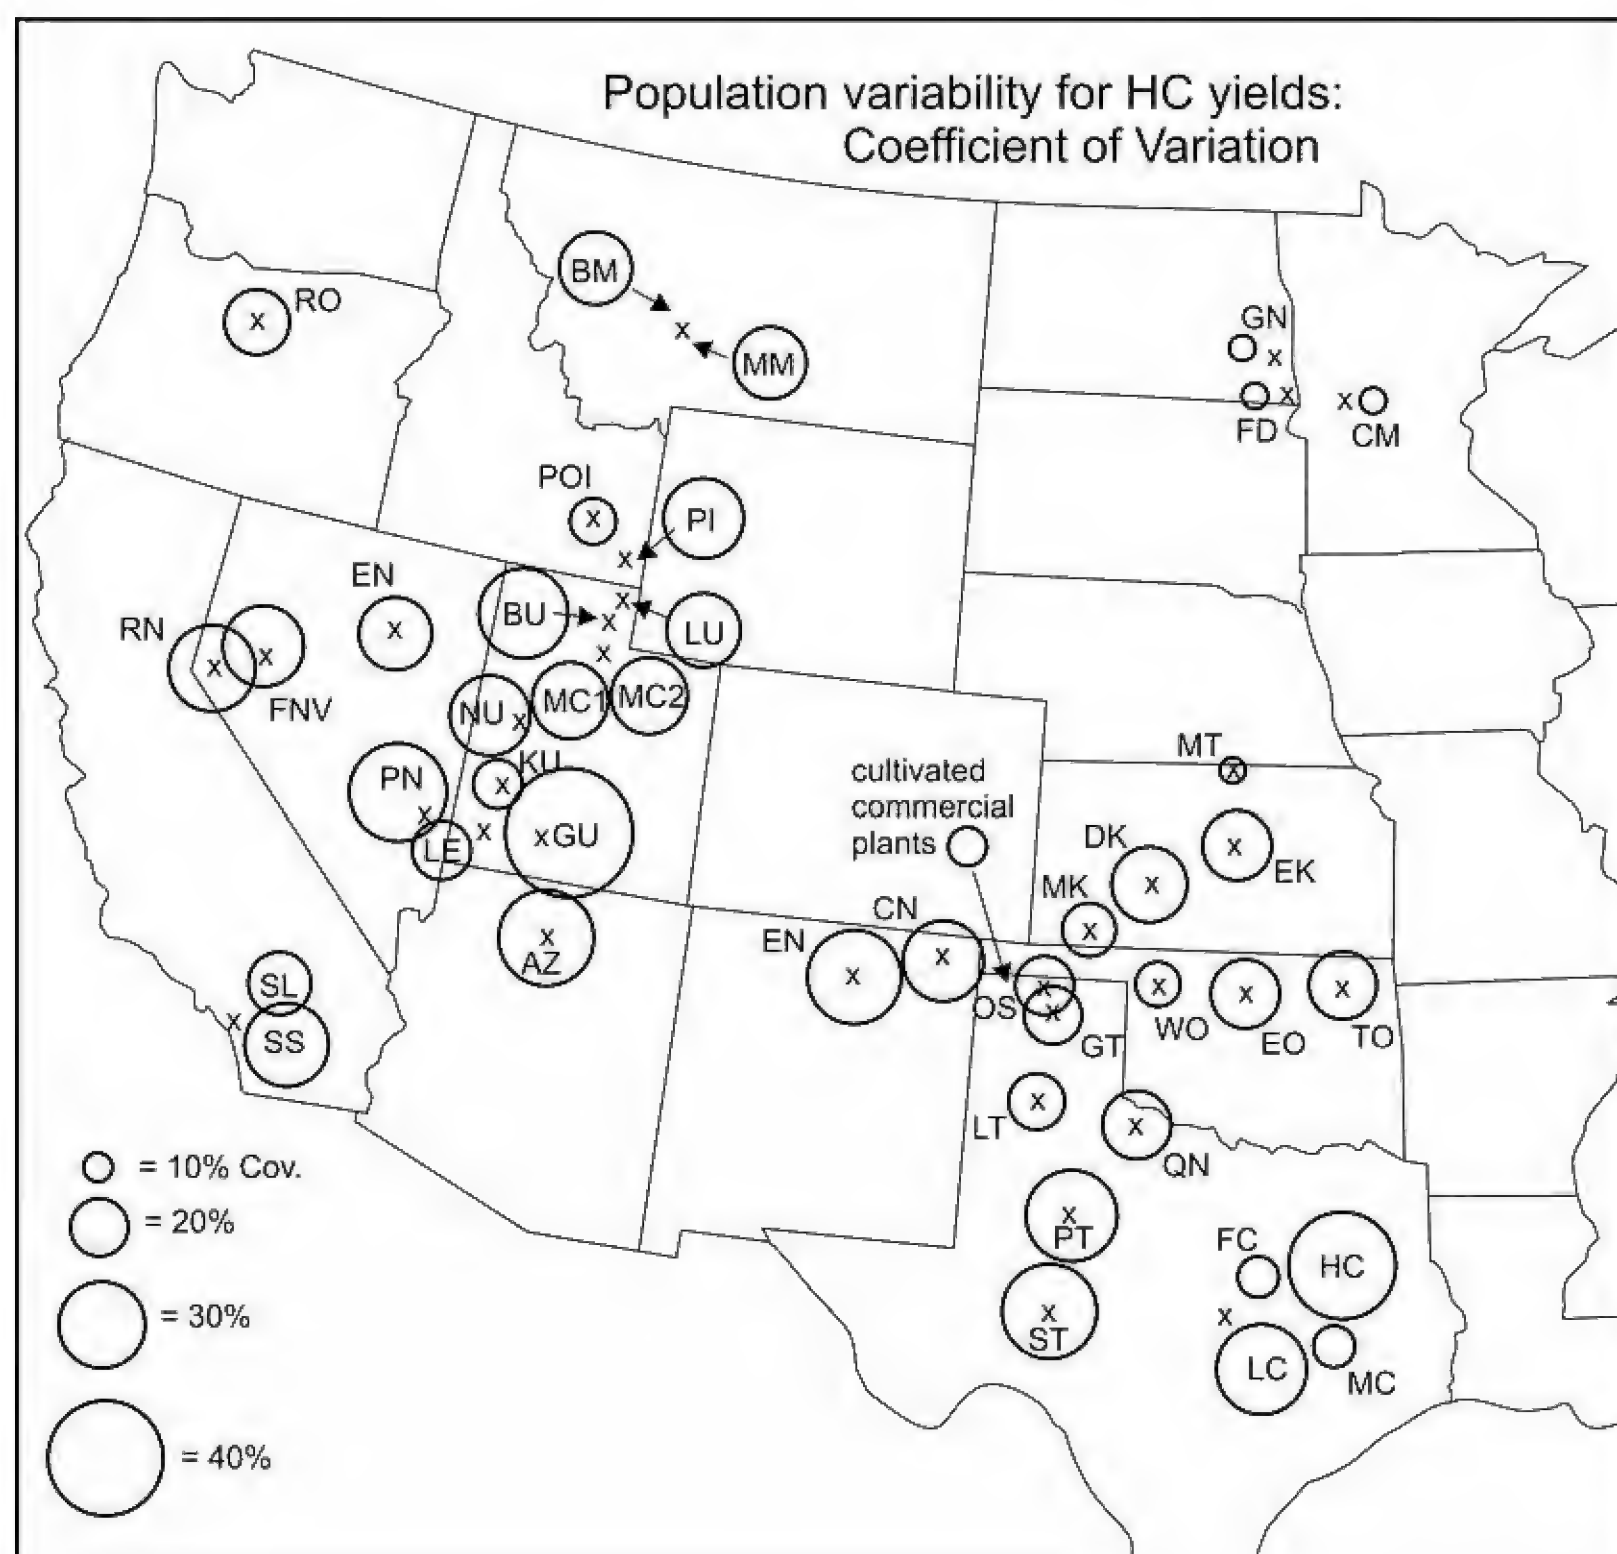 Population variability for HC yields:
Coefficient of Variation
BM
RO
x
x
MM
GN
x
x
FD
x
CM
POI
x
PI
x
EN
x
BU
x
x
LU
RN
x
x
FNV
x
NU
x
MC1
MC2
KU
x
PN
x
LE
x
xGU
cultivated
commercial
plants
MT
x
DK
x
x
EK
MK
x
CN
x
EN
x
x
AZ
SL
x
SS
OS
x
x
GT
x
WO
x
EO
x
TO
LT
x
x
QN
x
PT
x
ST
FC
HC
x
LC
MC
= 10% Cov.
= 20%
= 30%
= 40%